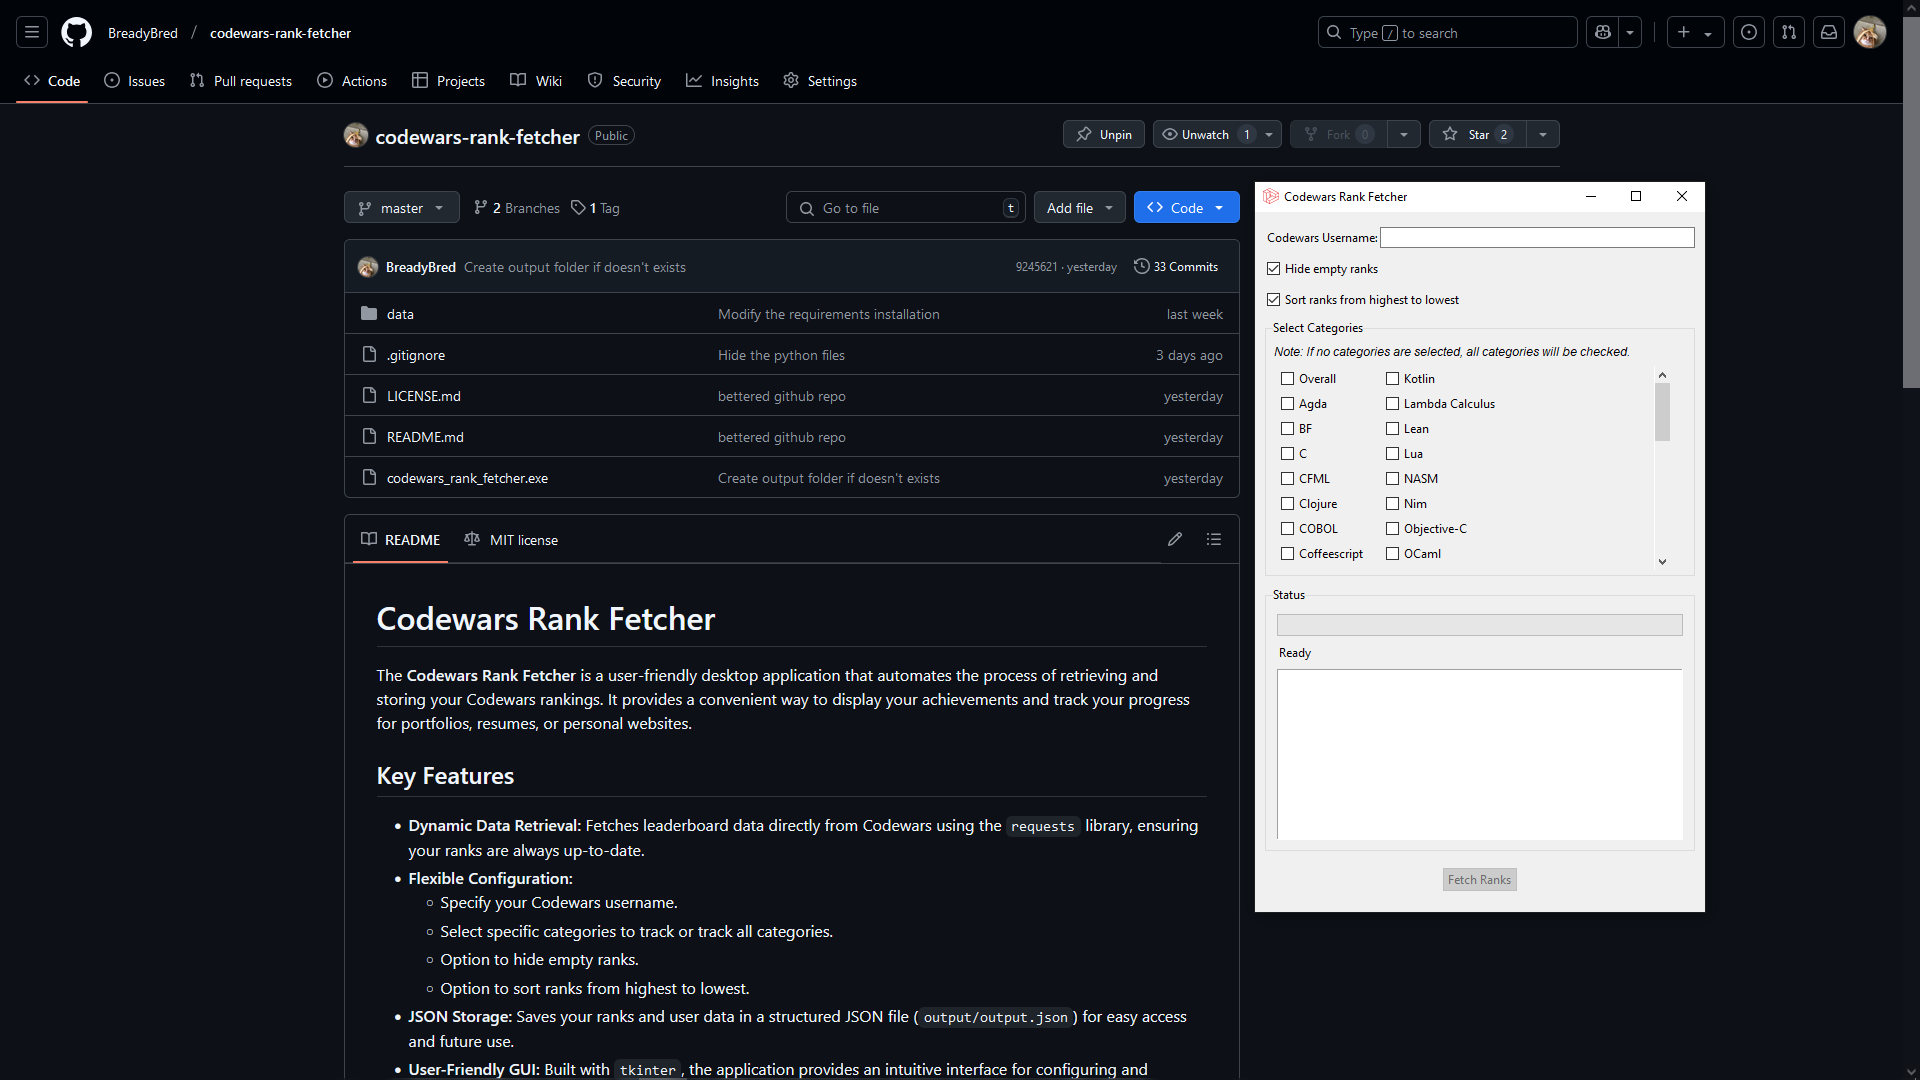 BreadyBred / codewars-rank-fetcher
Type / to search
Code Issues Pull requests Actions Projects Wiki Security Insights Settings
codewars-rank-fetcher Public
Unpin Unwatch 1 Fork 0 Star 2
master 2 Branches 1 Tag Go to file t Add file Code
BreadyBred Create output folder if doesn't exists 9245621 · yesterday 33 Commits
data Modify the requirements installation last week
.gitignore Hide the python files 3 days ago
LICENSE.md bettered github repo yesterday
README.md bettered github repo yesterday
codewars_rank_fetcher.exe Create output folder if doesn't exists yesterday
README MIT license
Codewars Rank Fetcher
The Codewars Rank Fetcher is a user-friendly desktop application that automates the process of retrieving and
storing your Codewars rankings. It provides a convenient way to display your achievements and track your progress
for portfolios, resumes, or personal websites.
Key Features
• Dynamic Data Retrieval: Fetches leaderboard data directly from Codewars using the requests library, ensuring
your ranks are always up-to-date.
• Flexible Configuration:
○ Specify your Codewars username.
○ Select specific categories to track or track all categories.
○ Option to hide empty ranks.
○ Option to sort ranks from highest to lowest.
• JSON Storage: Saves your ranks and user data in a structured JSON file ( output/output.json ) for easy access
and future use.
• User-Friendly GUI: Built with tkinter , the application provides an intuitive interface for configuring and
Codewars Rank Fetcher
Codewars Username:
Hide empty ranks
Sort ranks from highest to lowest
Select Categories
Note: If no categories are selected, all categories will be checked.
Overall Kotlin
Agda Lambda Calculus
BF Lean
C Lua
CFML NASM
Clojure Nim
COBOL Objective-C
Coffeescript OCaml
Status
Ready
Fetch Ranks